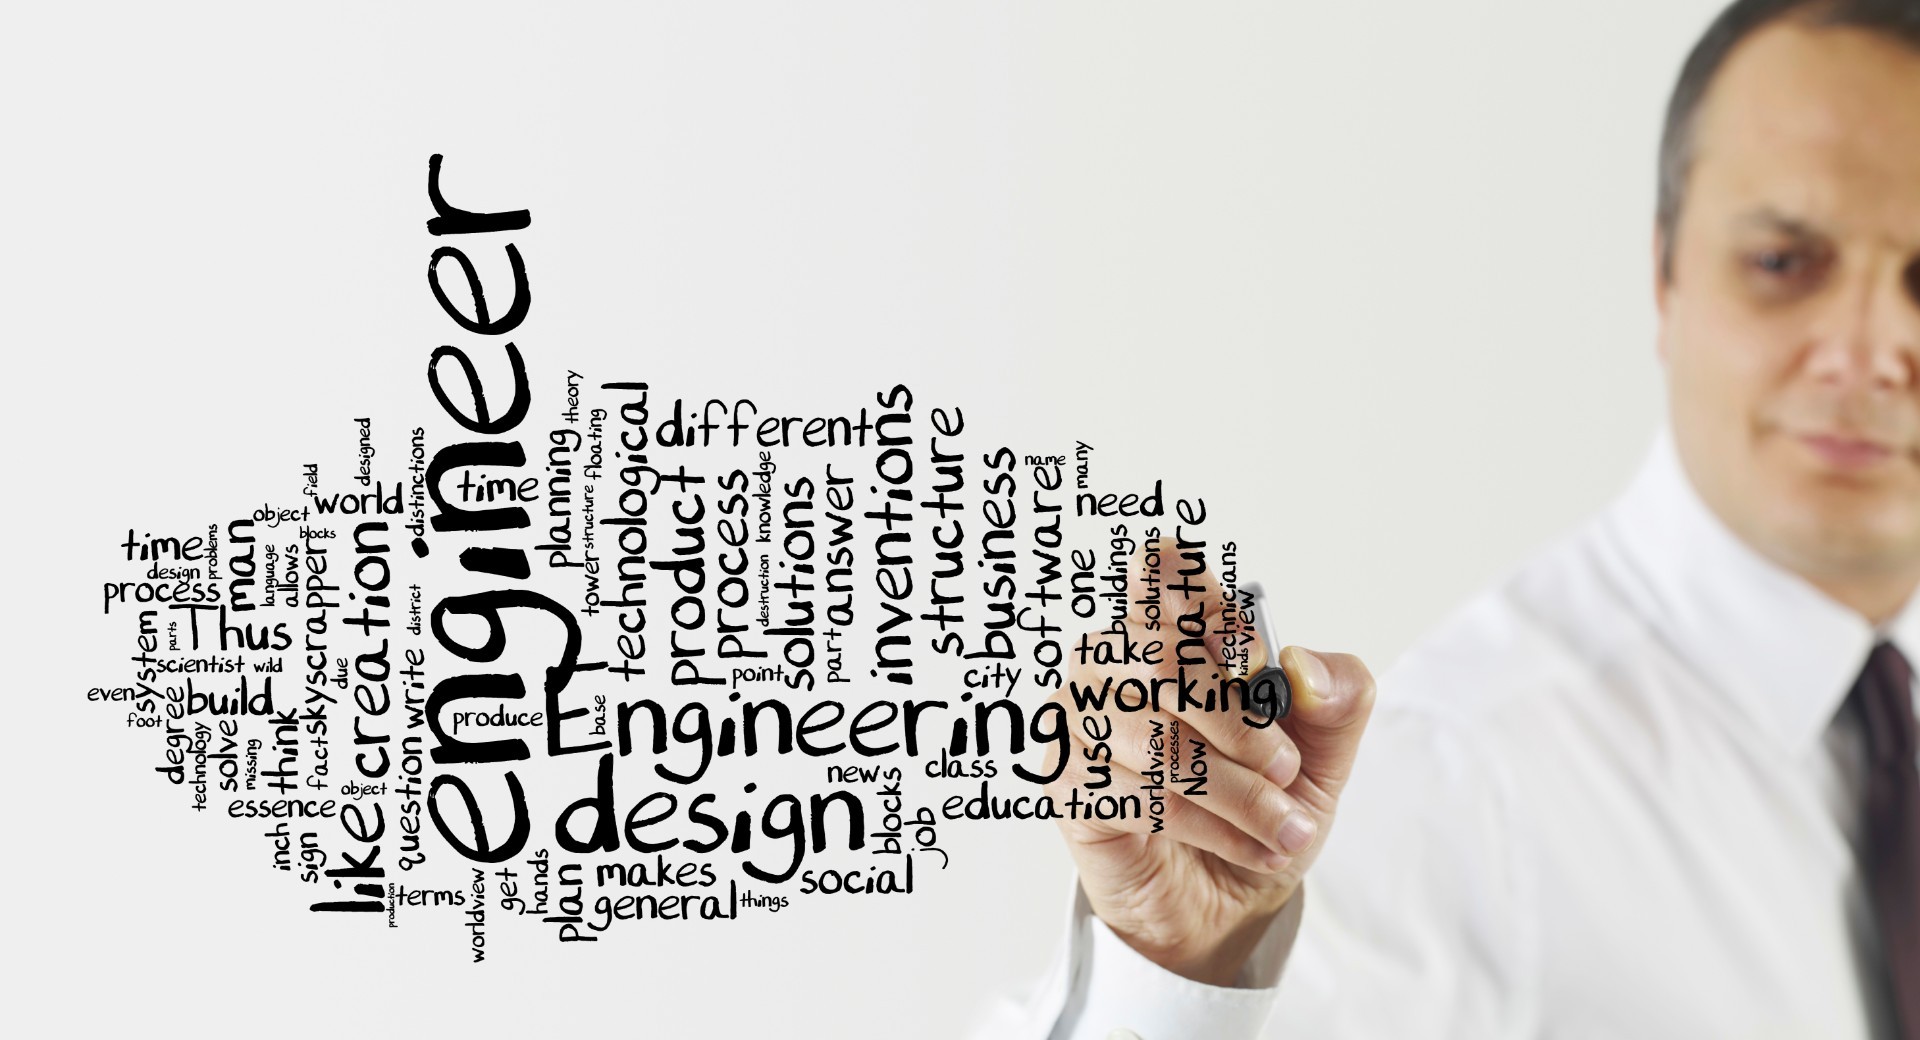 engineer
time
theory
planning
floating
structure
tower
technological
different
product
process
knowledge
destruction
solutions
part
answer
inventions
structure
business
name
many
software
need
one
buildings
solutions
nature
technicians
view
kinds
take
city
point
working
designed
distinctions
field
world
object
blocks
time
problems
man
language
allows
design
process
skyscrapper
creation
district
Thus
parts
system
scientist
wild
due
write
even
build
foot
degree
technology
solve
missing
think
fact
produce
base
Engineering
use
worldview
processes
Now
news
class
object
essence
like
question
design
blocks
job
education
inch
sign
production
terms
worldview
get
hands
plan
makes
general
things
social